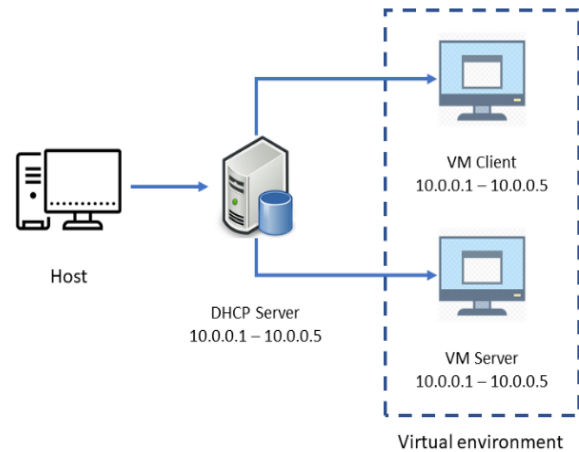 VM Client
10.0.0.1 – 10.0.0.5
Host
DHCP Server
10.0.0.1 – 10.0.0.5
VM Server
10.0.0.1 – 10.0.0.5
Virtual environment